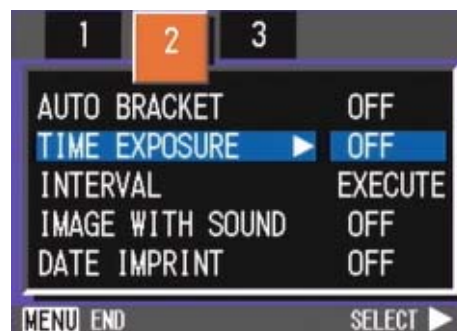 1 2 3
AUTO BRACKET OFF
TIME EXPOSURE ▶ OFF
INTERVAL EXECUTE
IMAGE WITH SOUND OFF
DATE IMPRINT OFF
MENU END SELECT ▶